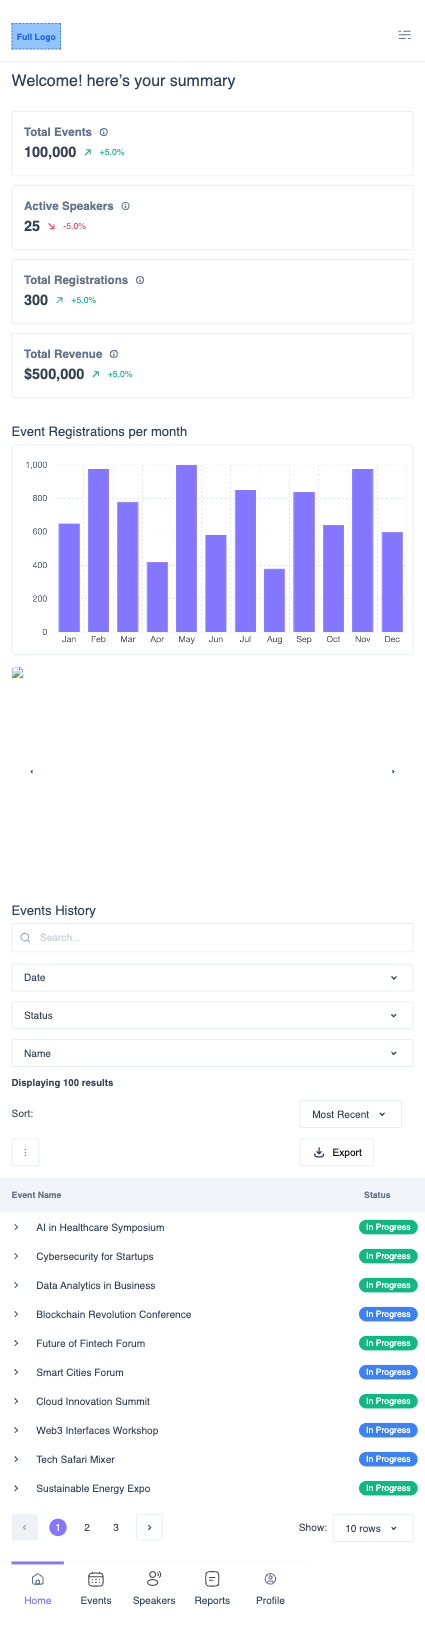 Full Logo
Welcome! here's your summary
Total Events
100,000 +5.0%
Active Speakers
25 -5.0%
Total Registrations
300 +5.0%
Total Revenue
$500,000 +5.0%
Event Registrations per month
1,000
800
600
400
200
0
Jan Feb Mar Apr May Jun Jul Aug Sep Oct Nov Dec
Events History
Search...
Date
Status
Name
Displaying 100 results
Sort: Most Recent
Export
Event Name Status
AI in Healthcare Symposium In Progress
Cybersecurity for Startups In Progress
Data Analytics in Business In Progress
Blockchain Revolution Conference In Progress
Future of Fintech Forum In Progress
Smart Cities Forum In Progress
Cloud Innovation Summit In Progress
Web3 Interfaces Workshop In Progress
Tech Safari Mixer In Progress
Sustainable Energy Expo In Progress
1 2 3 Show: 10 rows
Home Events Speakers Reports Profile